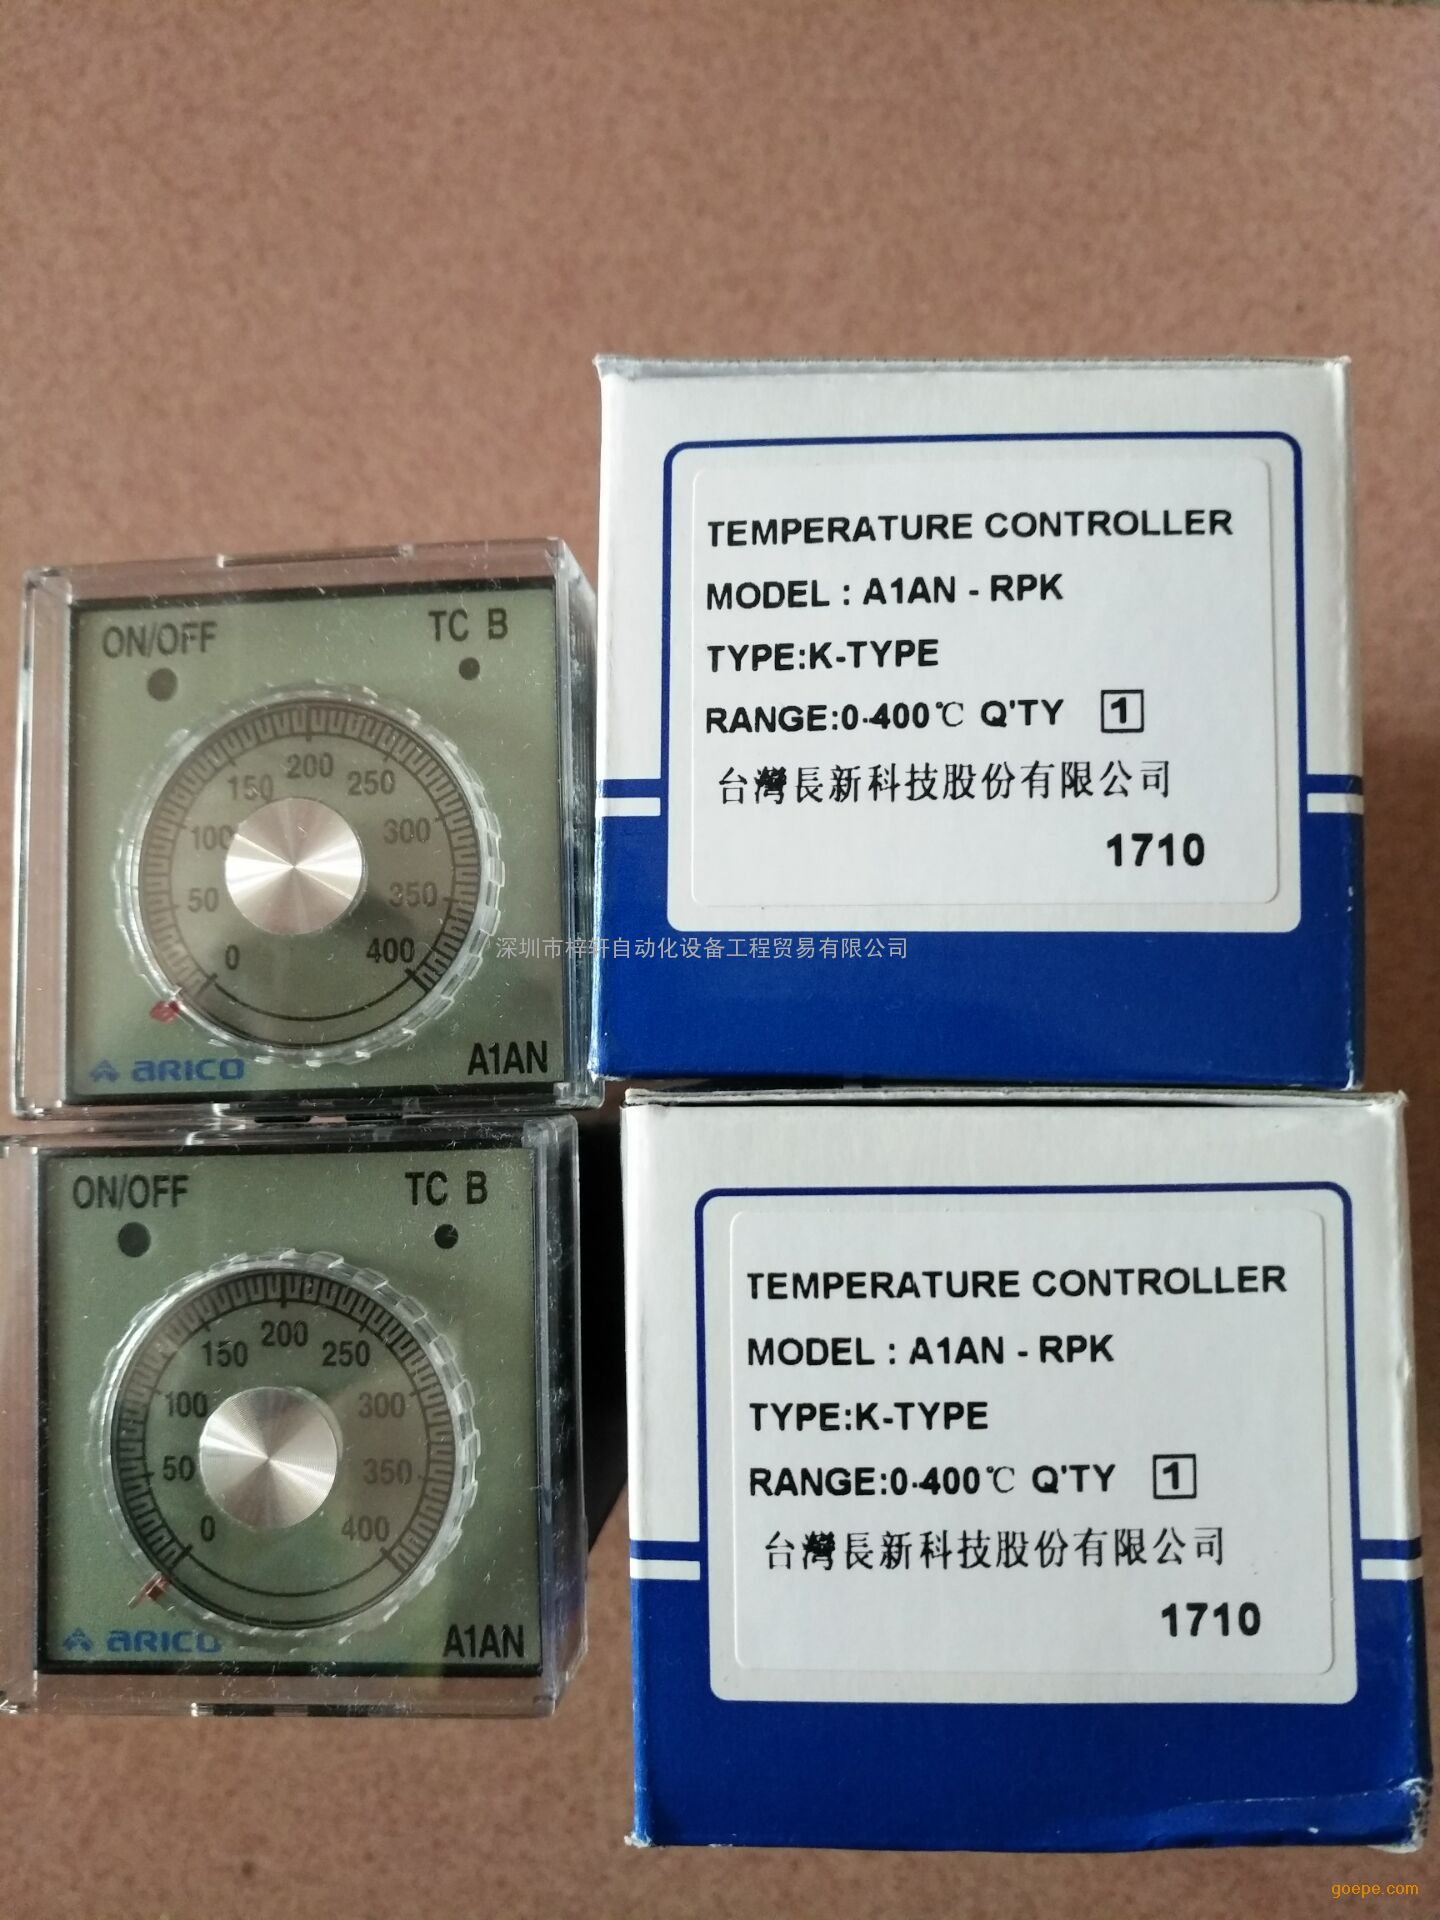 ON/OFF
TC B
0
50
100
150
200
250
300
350
400
ARICO
A1AN
TEMPERATURE CONTROLLER
MODEL : A1AN - RPK
TYPE:K-TYPE
RANGE:0-400℃ Q'TY 1
台灣長新科技股份有限公司
1710
深圳市梓轩自动化设备工程贸易有限公司
ON/OFF
TC B
0
50
100
150
200
250
300
350
400
ARICO
A1AN
TEMPERATURE CONTROLLER
MODEL : A1AN - RPK
TYPE:K-TYPE
RANGE:0-400℃ Q'TY 1
台灣長新科技股份有限公司
1710
goepe.com